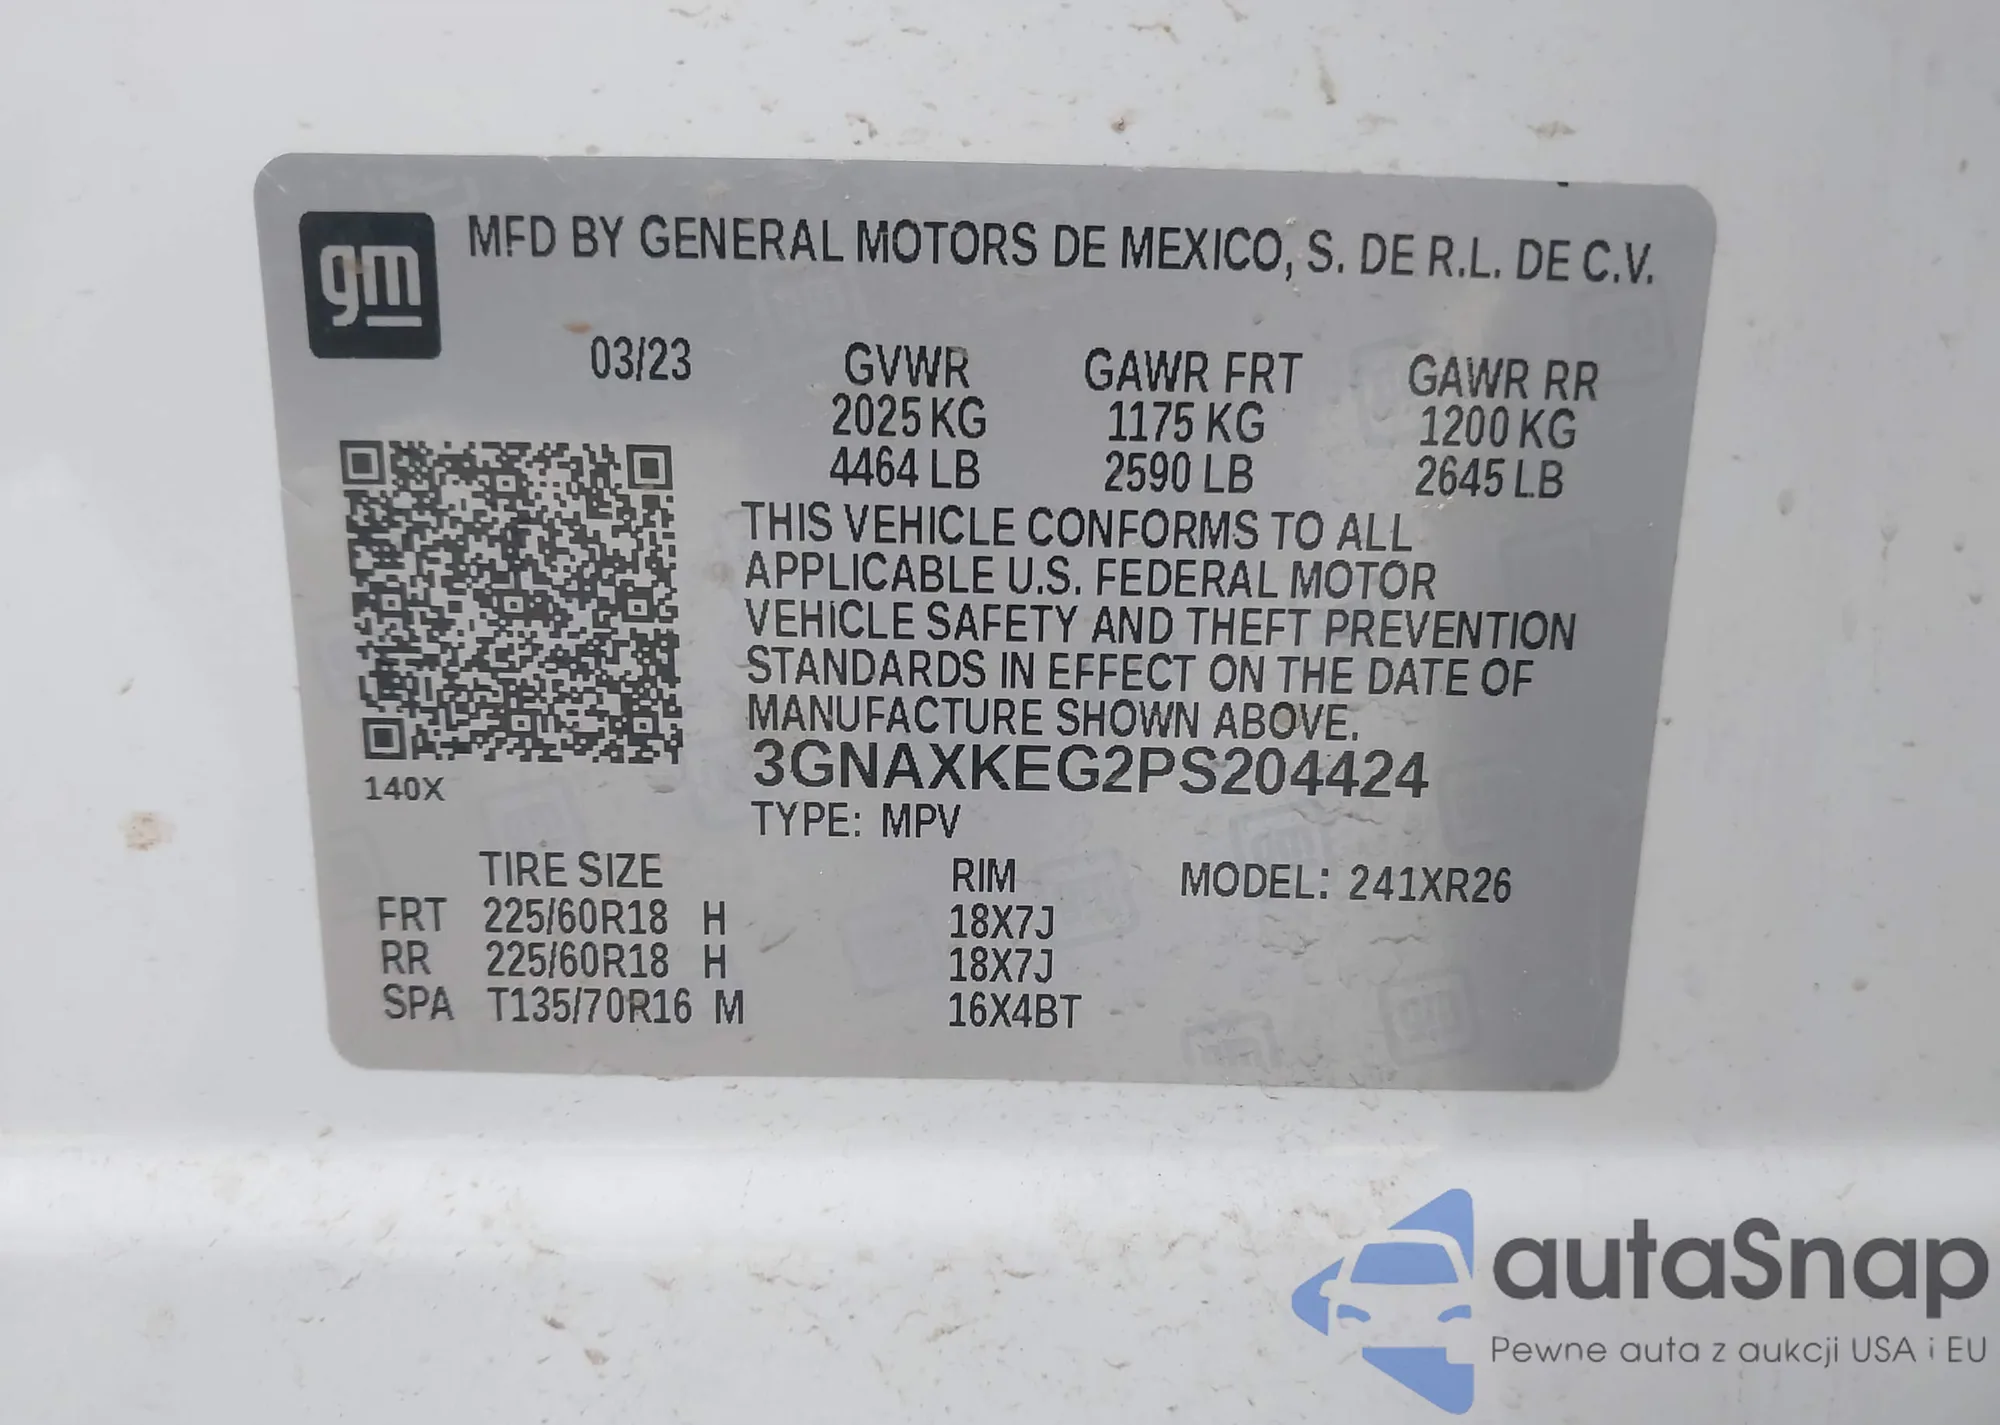 gm
MFD BY GENERAL MOTORS DE MEXICO, S. DE R.L. DE C.V.
03/23 GVWR GAWR FRT GAWR RR
2025 KG 1175 KG 1200 KG
4464 LB 2590 LB 2645 LB
THIS VEHICLE CONFORMS TO ALL
APPLICABLE U.S. FEDERAL MOTOR
VEHICLE SAFETY AND THEFT PREVENTION
STANDARDS IN EFFECT ON THE DATE OF
MANUFACTURE SHOWN ABOVE.
3GNAXKEG2PS204424
140X
TYPE: MPV
TIRE SIZE RIM MODEL: 241XR26
FRT 225/60R18 H 18X7J
RR 225/60R18 H 18X7J
SPA T135/70R16 M 16X4BT
autaSnap
Pewne auta z aukcji USA i EU